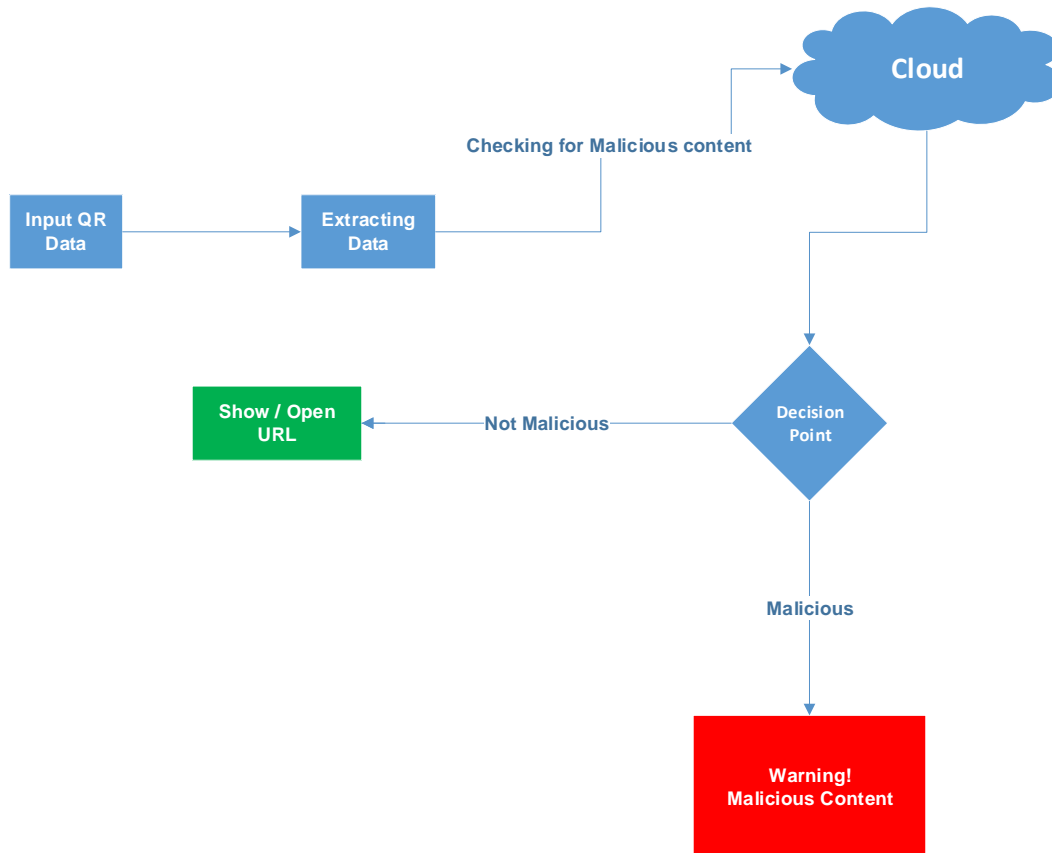 Cloud
Checking for Malicious content
Input QR
Data
Extracting
Data
Show / Open
URL
Not Malicious
Decision
Point
Malicious
Warning!
Malicious Content